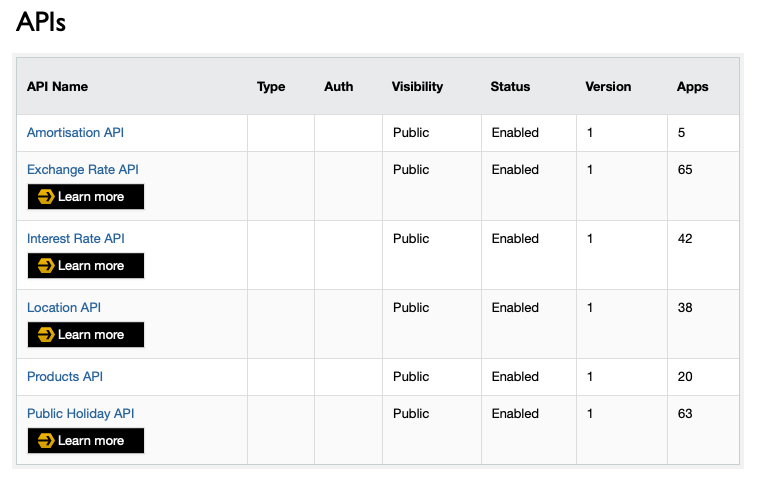 APIs
API Name Type Auth Visibility Status Version Apps
Amortisation API Public Enabled 1 5
Exchange Rate API Public Enabled 1 65
Learn more
Interest Rate API Public Enabled 1 42
Learn more
Location API Public Enabled 1 38
Learn more
Products API Public Enabled 1 20
Public Holiday API Public Enabled 1 63
Learn more